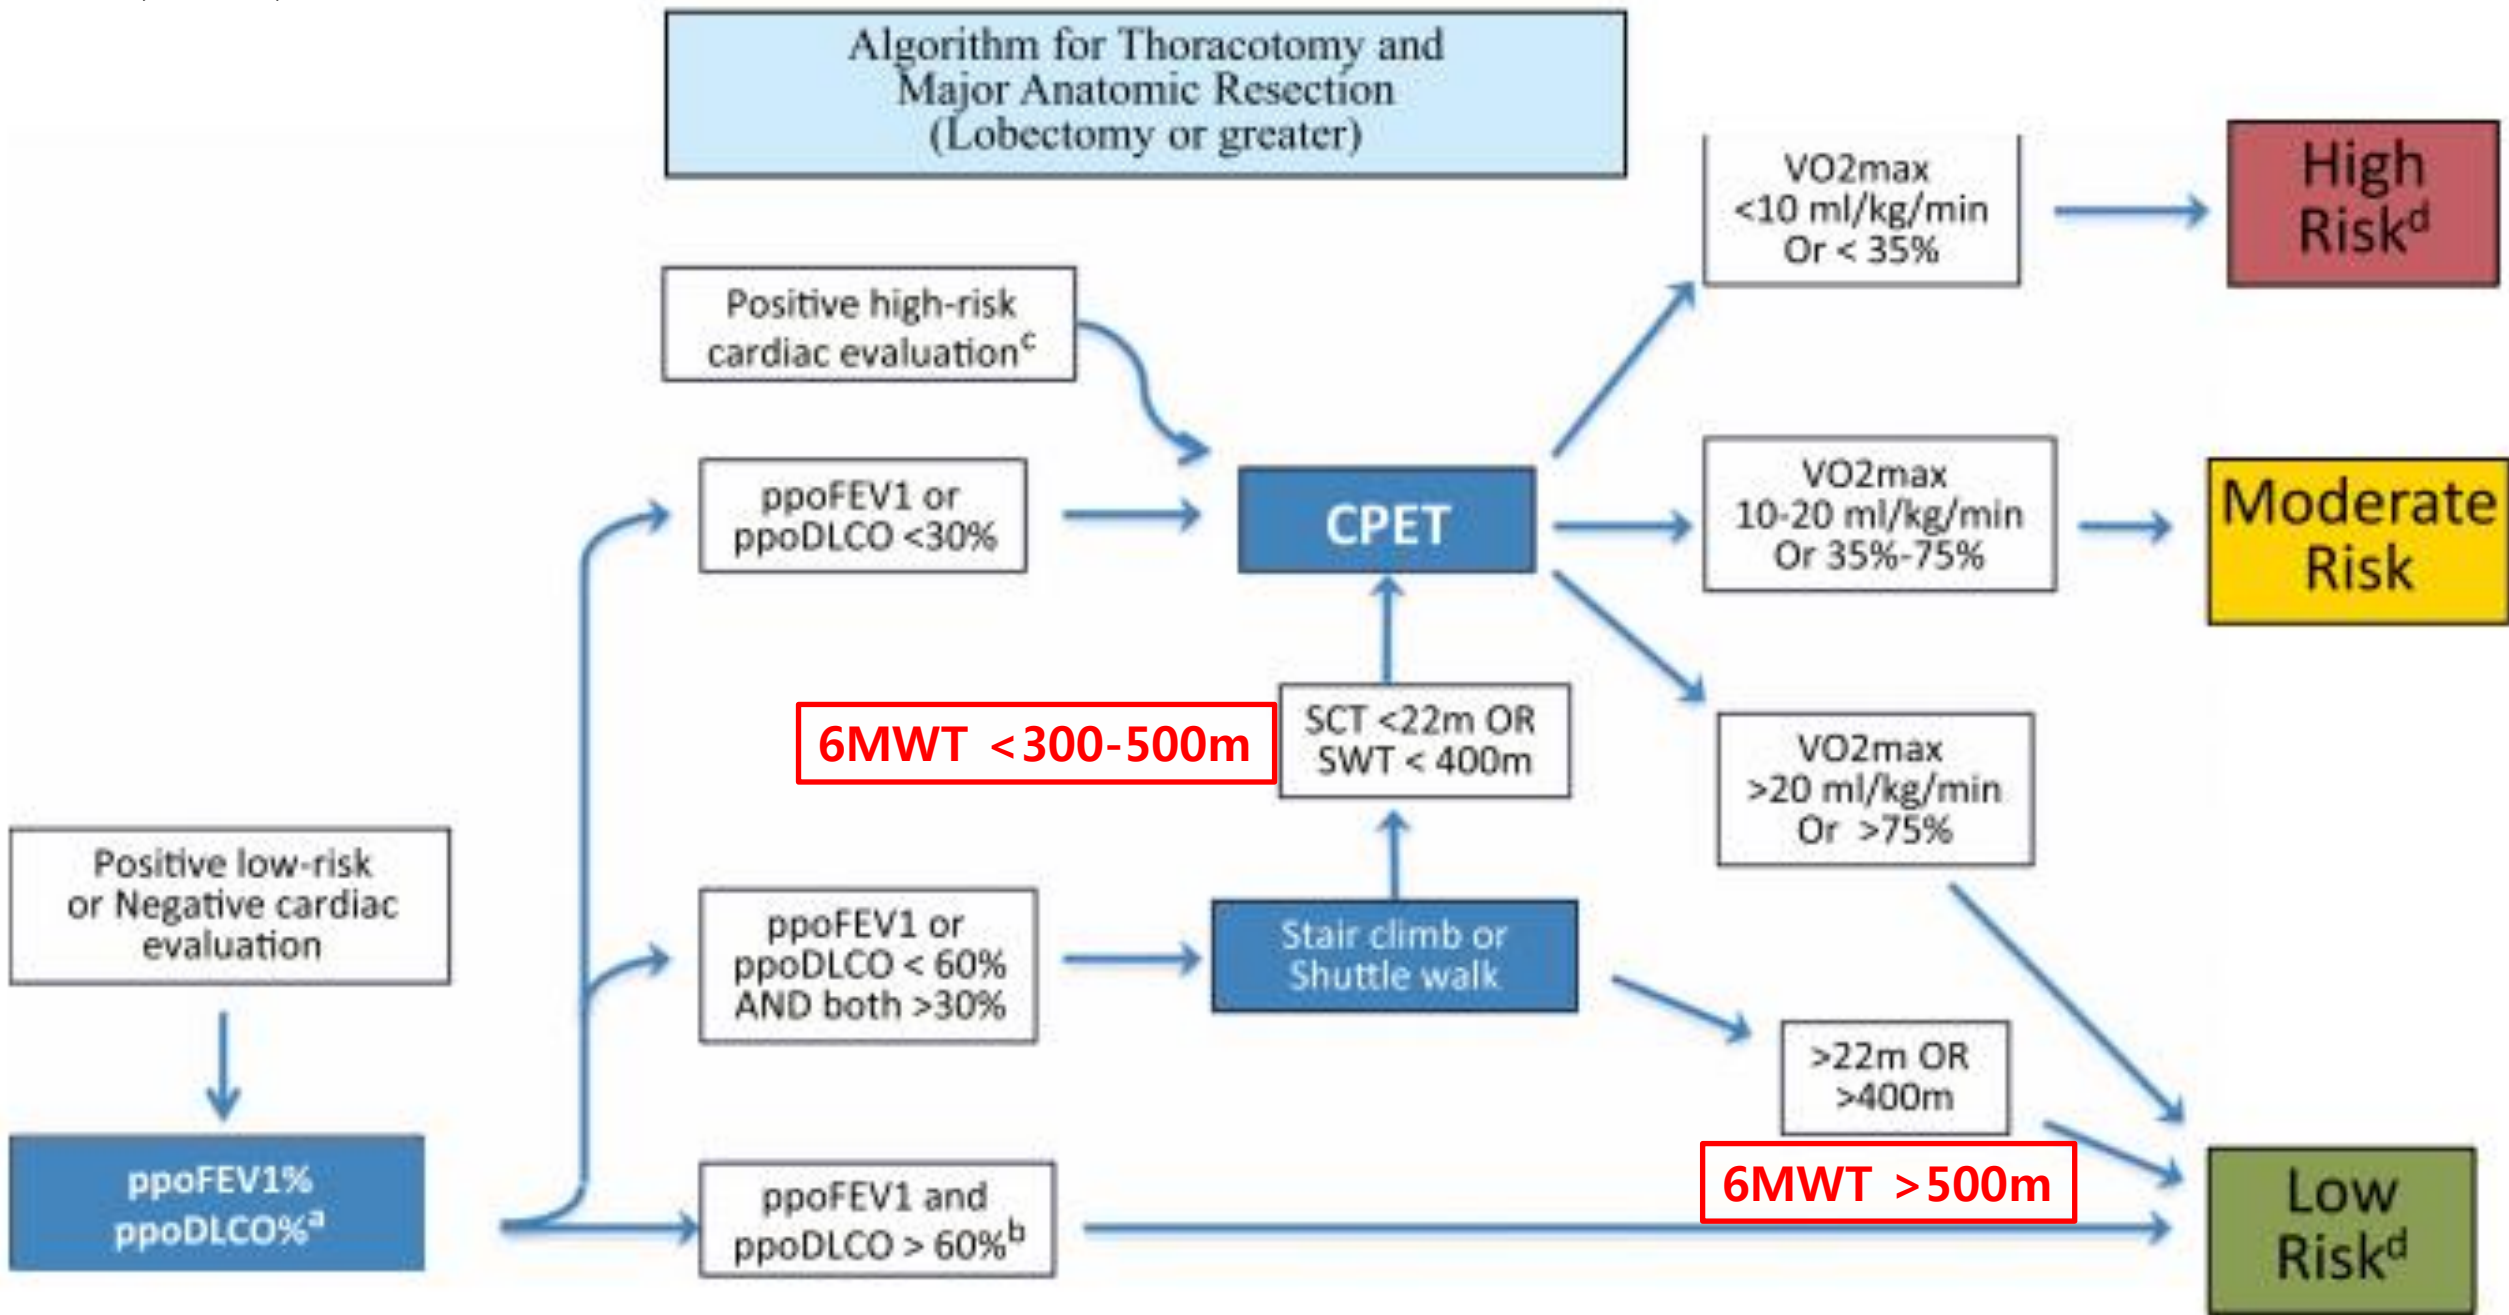 Algorithm for Thoracotomy and
Major Anatomic Resection
(Lobectomy or greater)
VO2max
<10 ml/kg/min
Or < 35%
High
Riskᵈ
Positive high-risk
cardiac evaluationᶜ
ppoFEV1 or
ppoDLCO <30%
CPET
VO2max
10-20 ml/kg/min
Or 35%-75%
Moderate
Risk
6MWT <300-500m
SCT <22m OR
SWT < 400m
VO2max
>20 ml/kg/min
Or >75%
Positive low-risk
or Negative cardiac
evaluation
ppoFEV1 or
ppoDLCO < 60%
AND both >30%
Stair climb or
Shuttle walk
>22m OR
>400m
6MWT >500m
ppoFEV1%
ppoDLCO%ᵃ
ppoFEV1 and
ppoDLCO > 60%ᵇ
Low
Riskᵈ